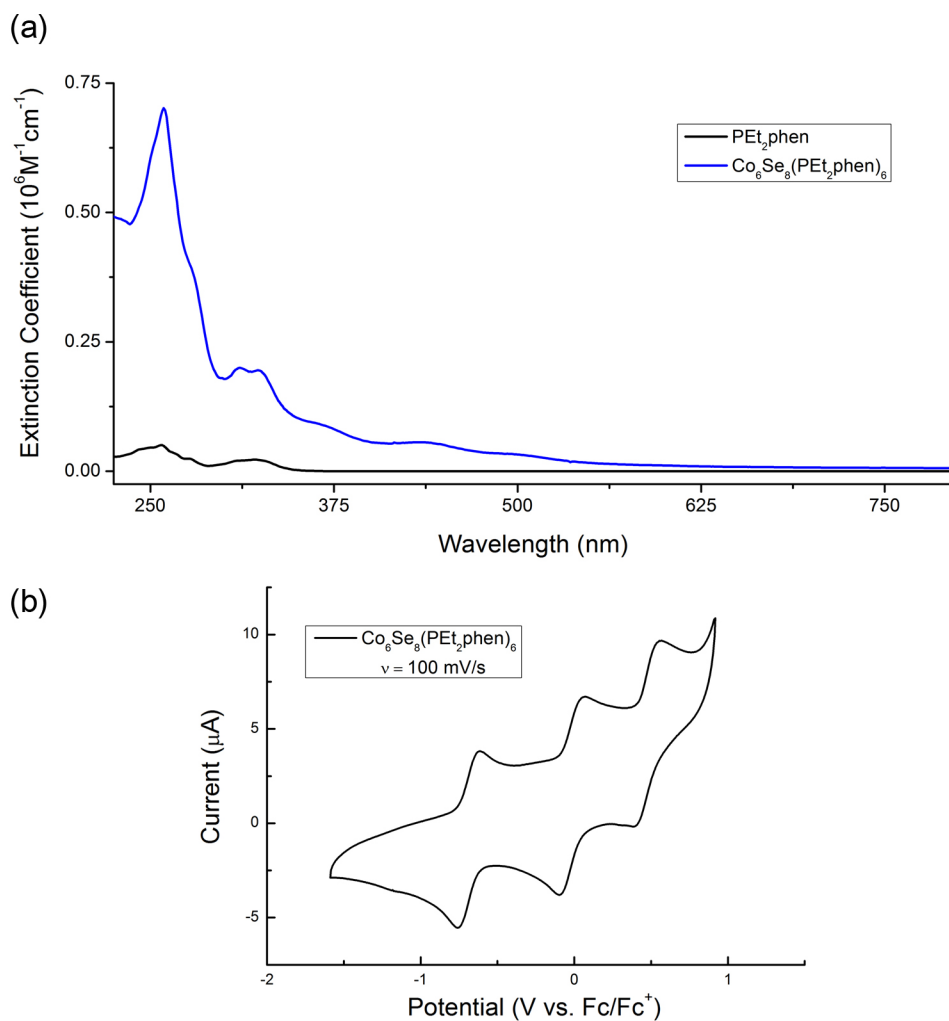 (a)
Extinction Coefficient (10⁶M⁻¹cm⁻¹)
0.75
0.50
0.25
0.00
PEt₂phen
Co₆Se₈(PEt₂phen)₆
250 375 500 625 750
Wavelength (nm)
(b)
Current (µA)
10
5
0
-5
Co₆Se₈(PEt₂phen)₆
ν = 100 mV/s
-2 -1 0 1
Potential (V vs. Fc/Fc⁺)